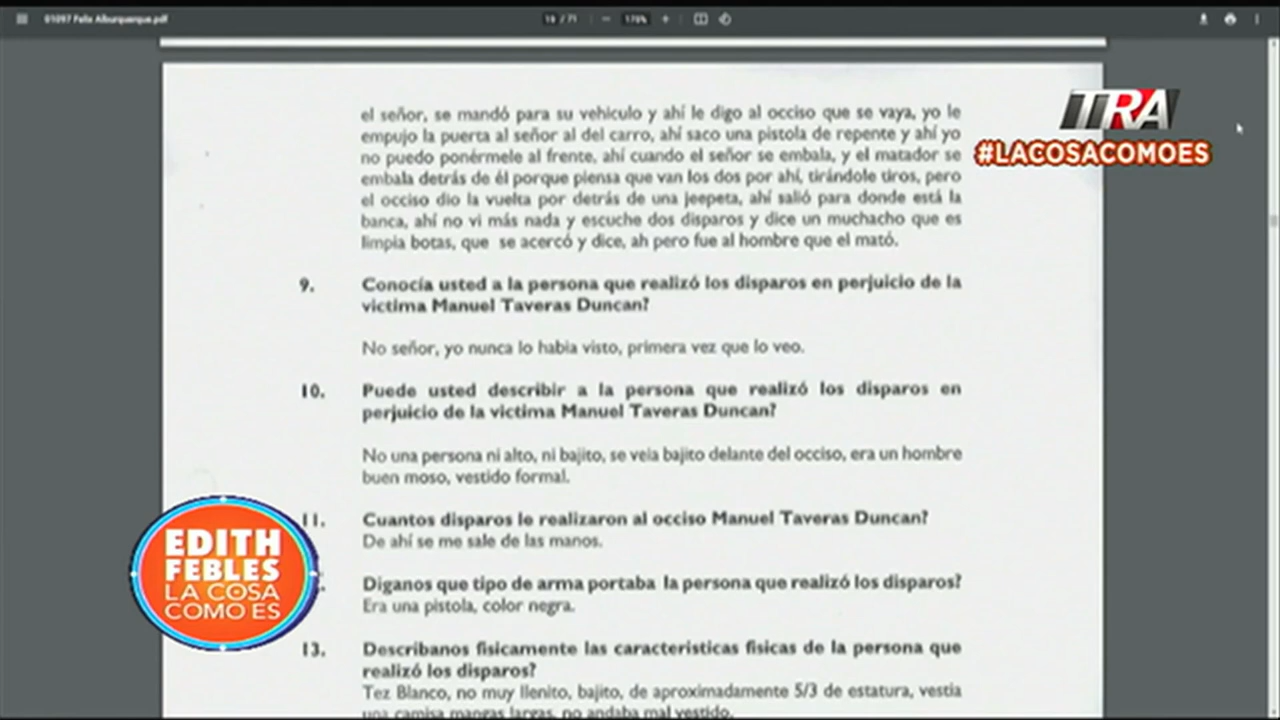 01097 Felix Alburquerque.pdf
18 / 71
170%
TRA
#LACOSACOMOES
el señor, se mandó para su vehiculo y ahí le digo al occiso que se vaya, yo le
empujo la puerta al señor al del carro, ahí saco una pistola de repente y ahí yo
no puedo ponérmele al frente, ahí cuando el señor se embala, y el matador se
embala detrás de él porque piensa que van los dos por ahí, tirándole tiros, pero
el occiso dio la vuelta por detrás de una jeepeta, ahí salió para donde está la
banca, ahí no vi más nada y escuche dos disparos y dice un muchacho que es
limpia botas, que se acercó y dice, ah pero fue al hombre que el mató.
9. Conocía usted a la persona que realizó los disparos en perjuicio de la
victima Manuel Taveras Duncan?
No señor, yo nunca lo habia visto, primera vez que lo veo.
10. Puede usted describir a la persona que realizó los disparos en
perjuicio de la victima Manuel Taveras Duncan?
No una persona ni alto, ni bajito, se veia bajito delante del occiso, era un hombre
buen moso, vestido formal.
11. Cuantos disparos le realizaron al occiso Manuel Taveras Duncan?
De ahí se me sale de las manos.
Diganos que tipo de arma portaba la persona que realizó los disparos?
Era una pistola, color negra.
13. Describanos fisicamente las caracteristicas fisicas de la persona que
realizó los disparos?
Tez Blanco, no muy llenito, bajito, de aproximadamente 5/3 de estatura, vestia
una camisa mangas largas, no andaba mal vestido.
EDITH
FEBLES
LA COSA
COMO ES